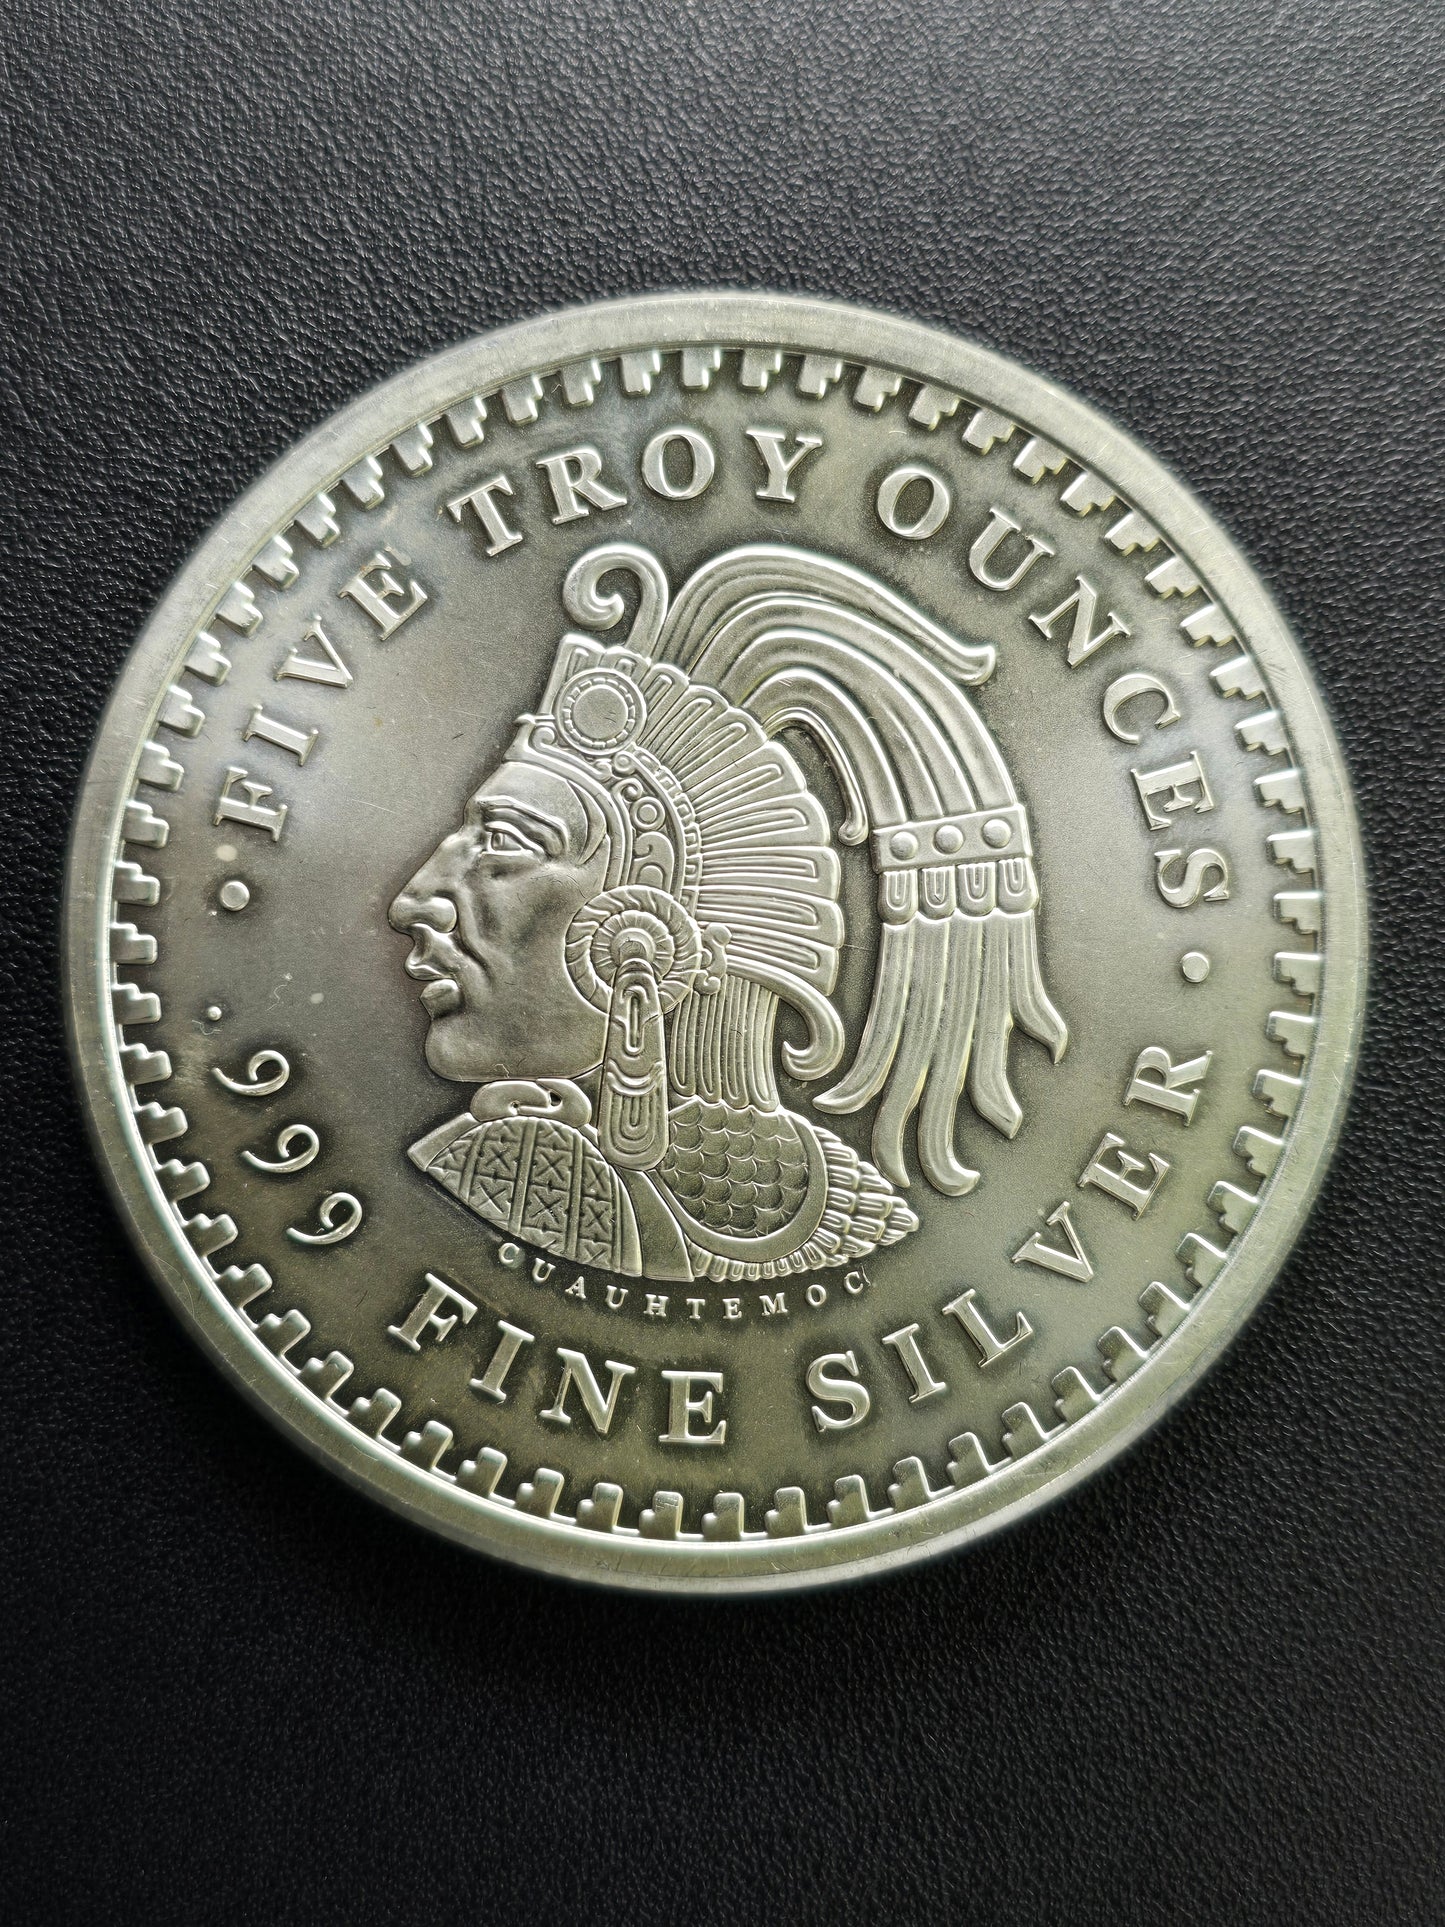 · FIVE TROY OUNCES ·
.999 FINE SILVER
CUAUHTEMOC